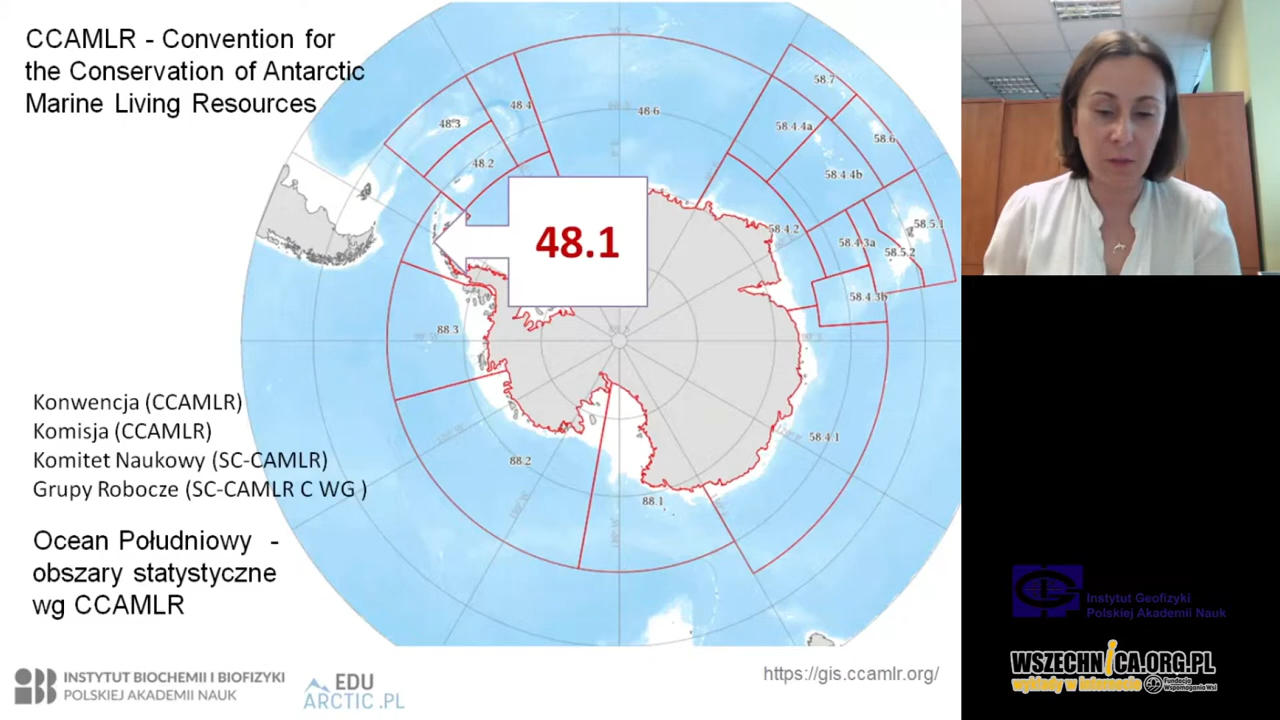 CCAMLR - Convention for
the Conservation of Antarctic
Marine Living Resources
48.4
48.3
48.2
48.6
58.7
58.4.4a
58.6
58.4.4b
58.5.1
58.4.2
58.4.3a
58.5.2
58.4.3b
48.1
88.3
58.4.1
88.2
88.1
Konwencja (CCAMLR)
Komisja (CCAMLR)
Komitet Naukowy (SC-CAMLR)
Grupy Robocze (SC-CAMLR C WG )
Ocean Południowy -
obszary statystyczne
wg CCAMLR
https://gis.ccamlr.org/
INSTYTUT BIOCHEMII I BIOFIZYKI
POLSKIEJ AKADEMII NAUK
EDU
ARCTIC.PL
Instytut Geofizyki
Polskiej Akademii Nauk
WSZECHNICA.ORG.PL
wykłady w internecie
Fundacja
Wspomagania Wsi